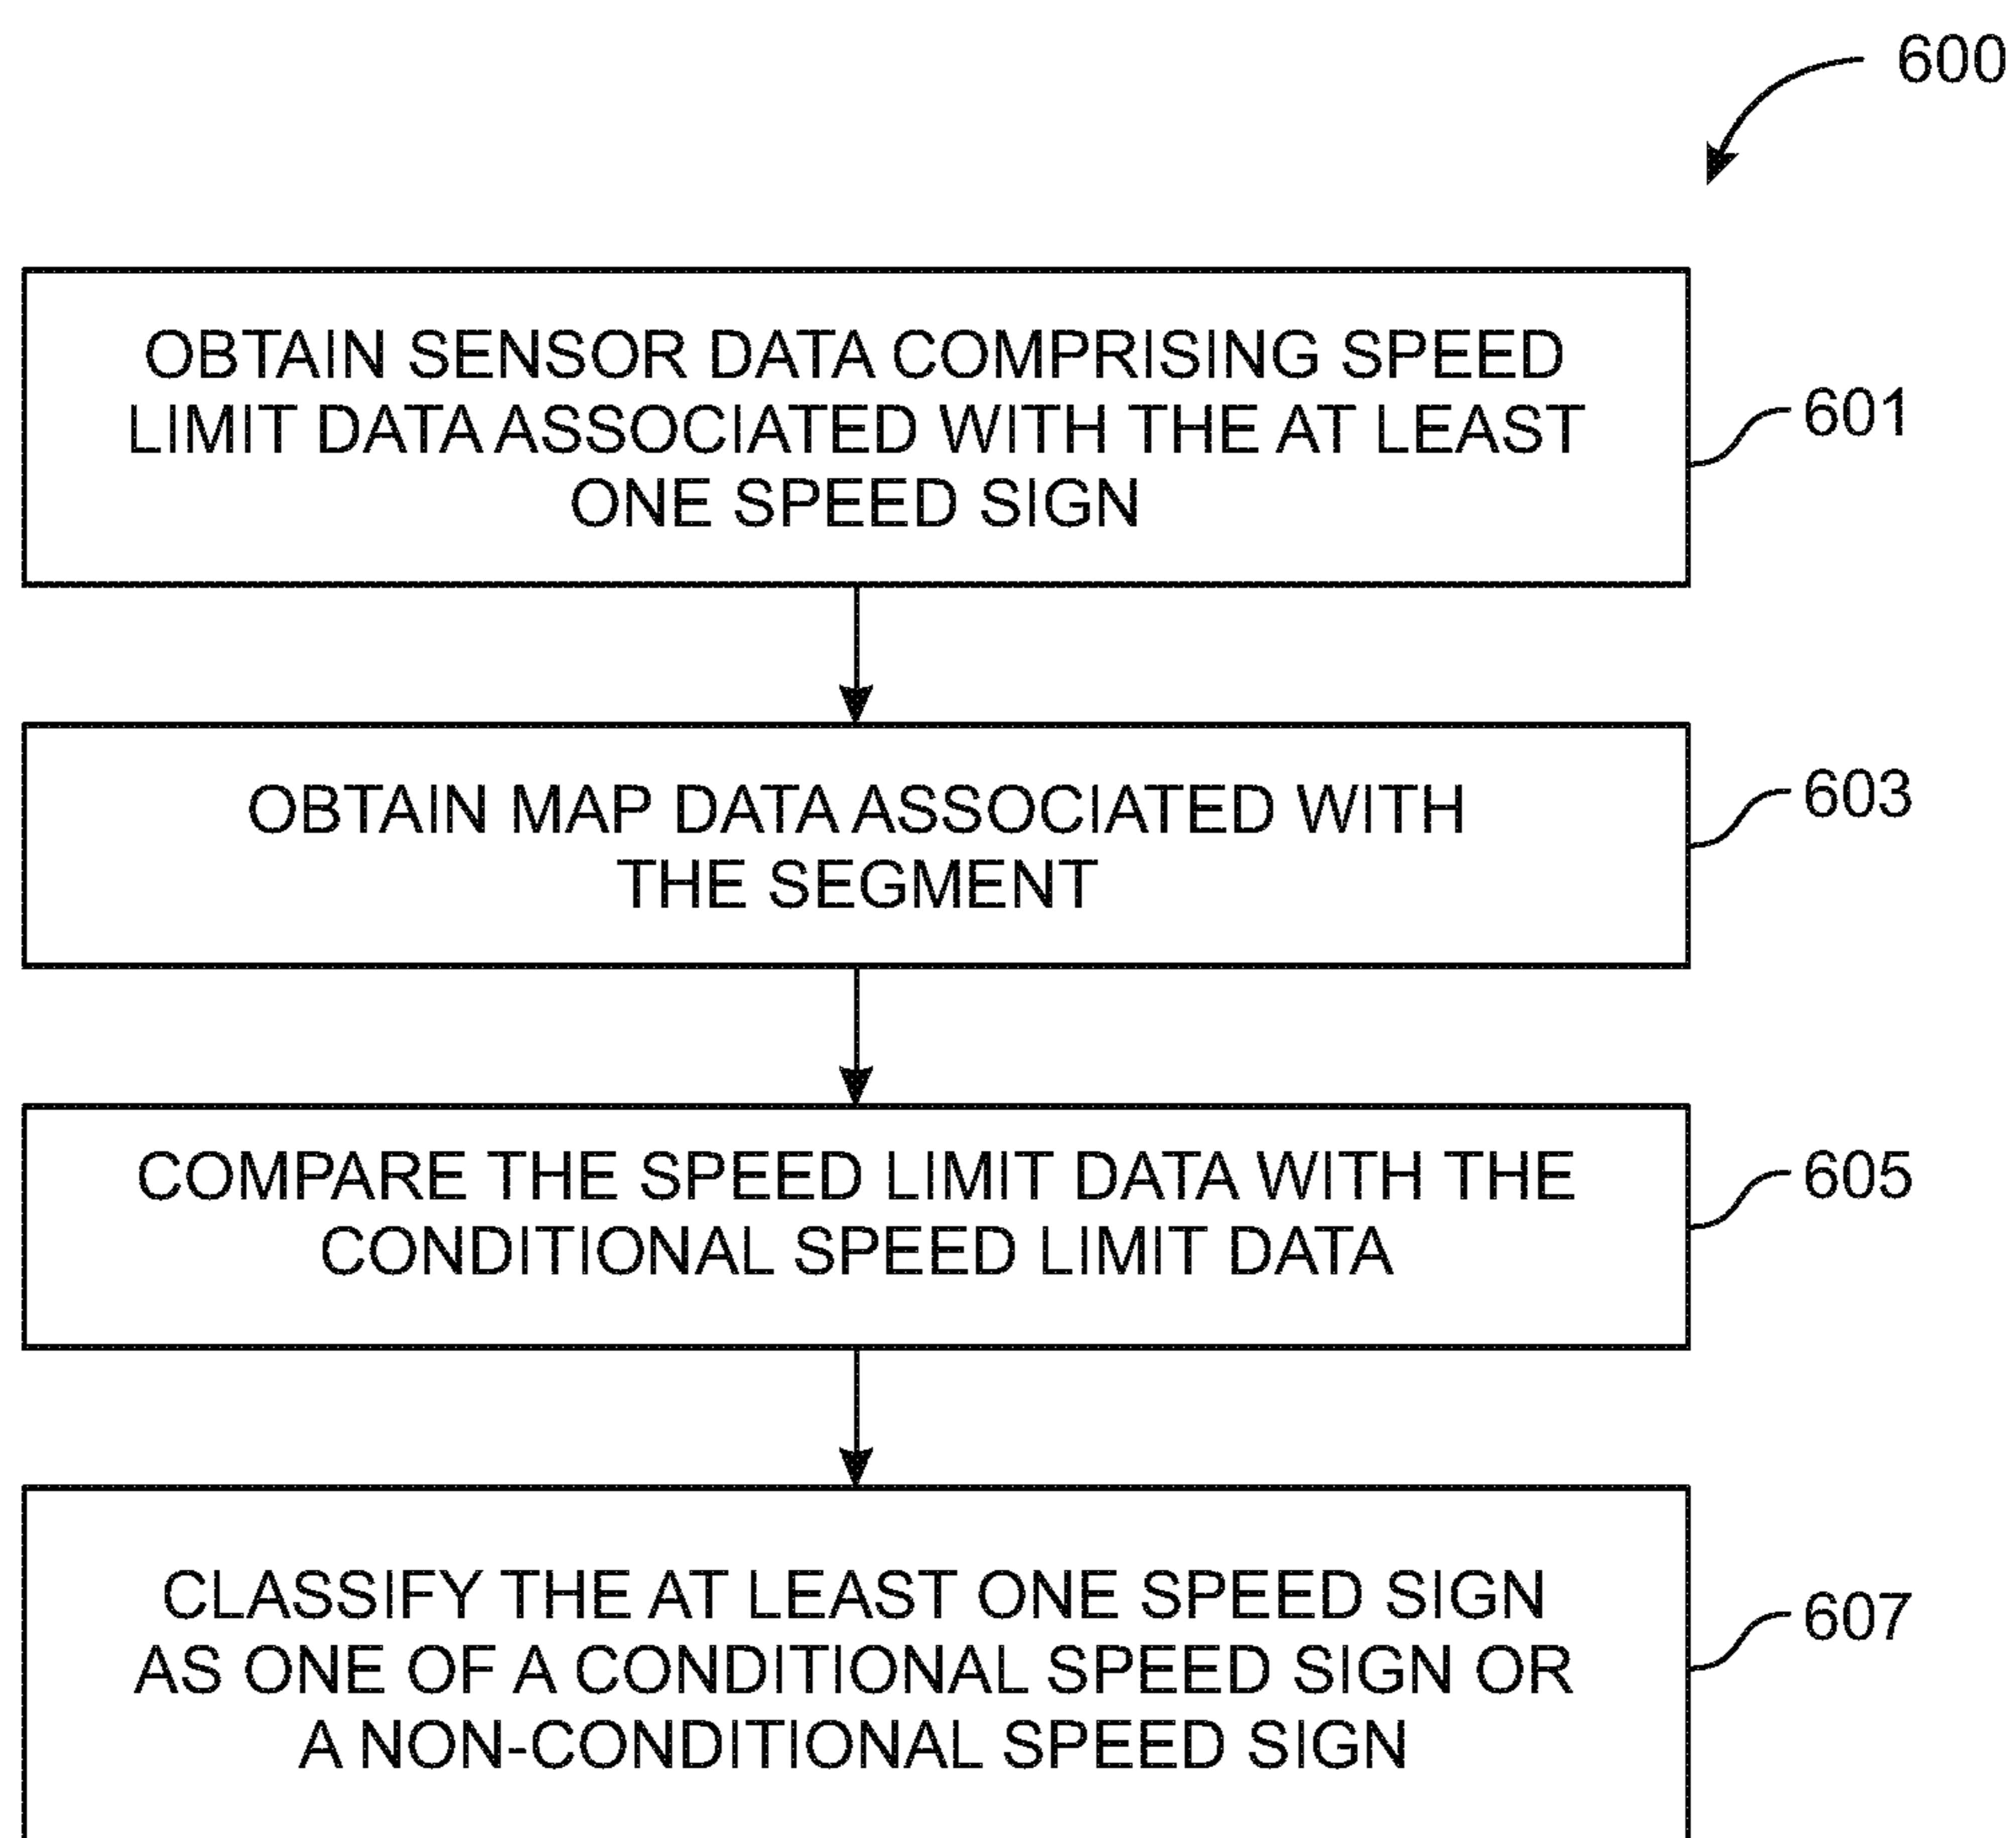 600
OBTAIN SENSOR DATA COMPRISING SPEED
LIMIT DATA ASSOCIATED WITH THE AT LEAST
ONE SPEED SIGN
601
OBTAIN MAP DATA ASSOCIATED WITH
THE SEGMENT
603
COMPARE THE SPEED LIMIT DATA WITH THE
CONDITIONAL SPEED LIMIT DATA
605
CLASSIFY THE AT LEAST ONE SPEED SIGN
AS ONE OF A CONDITIONAL SPEED SIGN OR
A NON-CONDITIONAL SPEED SIGN
607